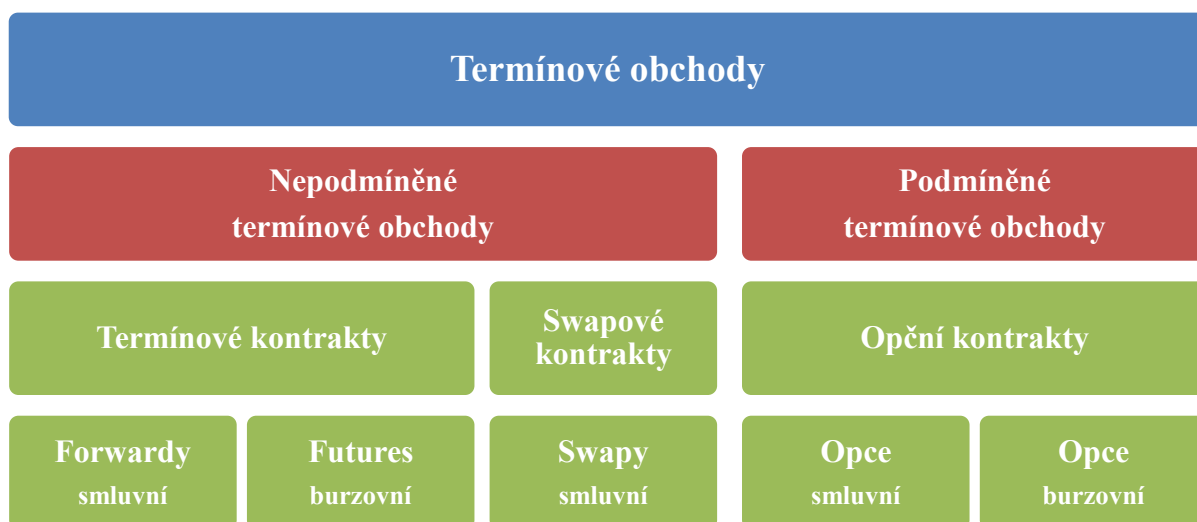 Termínové obchody
Nepodmíněné
termínové obchody
Podmíněné
termínové obchody
Termínové kontrakty
Swapové
kontrakty
Opční kontrakty
Forwardy
smluvní
Futures
burzovní
Swapy
smluvní
Opce
smluvní
Opce
burzovní